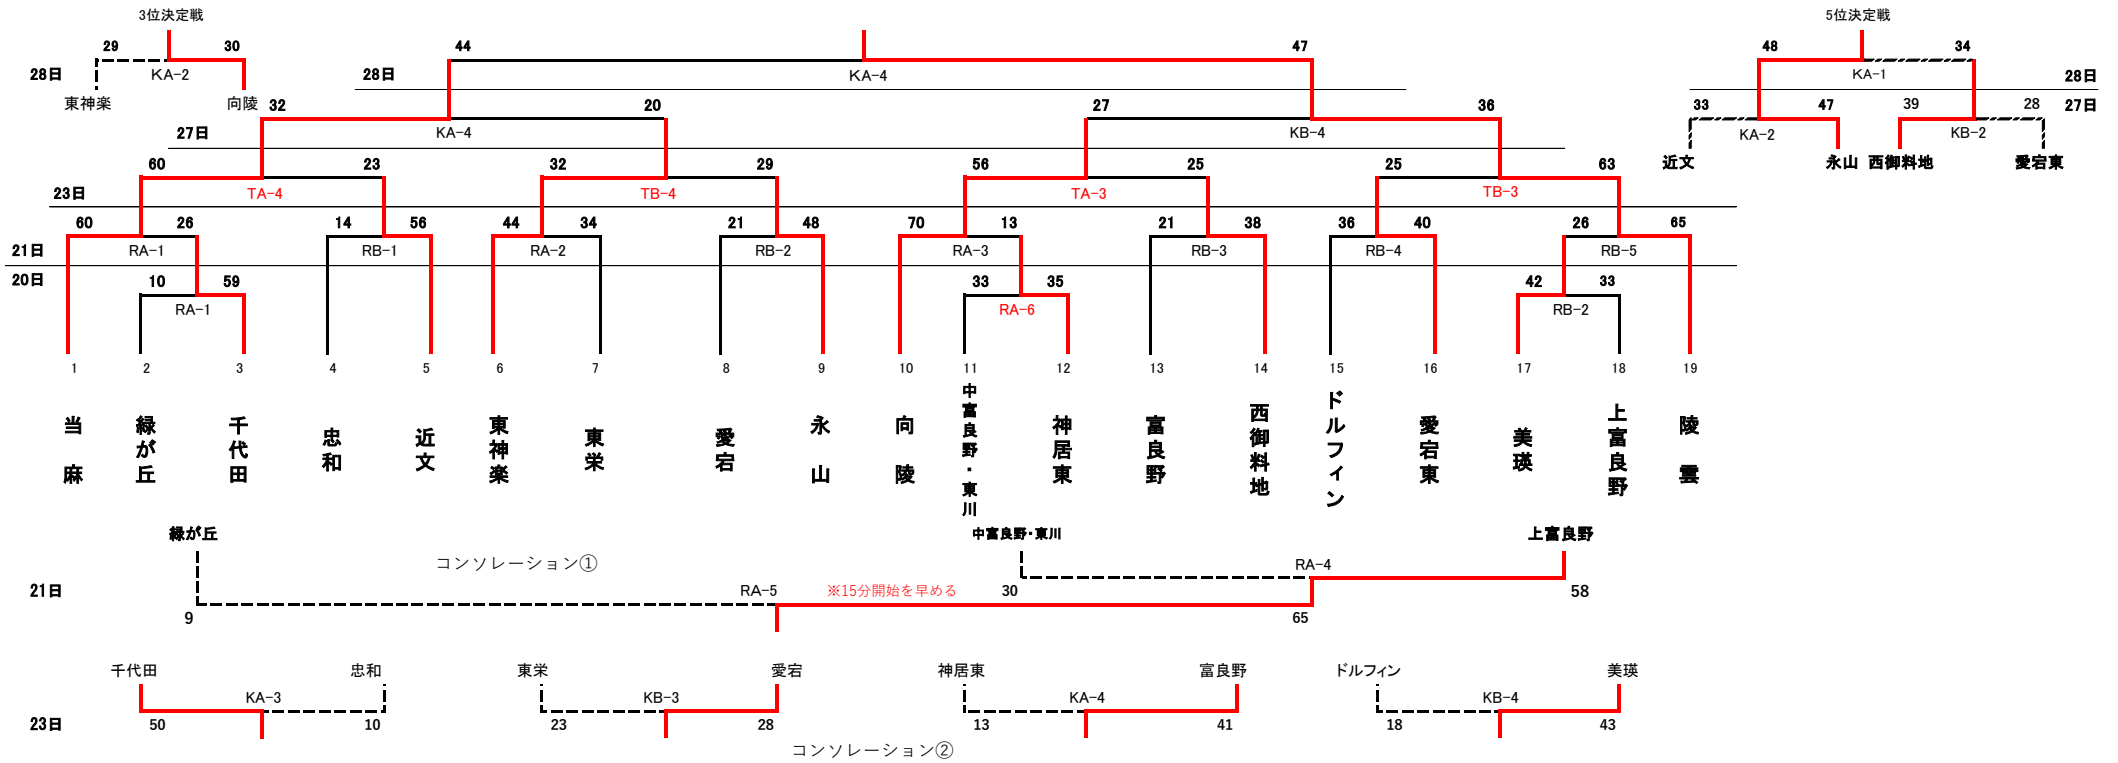 3位決定戦 5位決定戦
29 30 44 47 48 34
28日 KA-2 28日 KA-4 KA-1 28日
東神楽 向陵 32 20 27 36 33 47 39 28 27日
27日 KA-4 KB-4 KA-2 KB-2
60 23 32 29 56 25 25 63 近文 永山 西御料地 愛宕東
23日 TA-4 TB-4 TA-3 TB-3
60 26 14 56 44 34 21 48 70 13 21 38 36 40 26 65
21日 RA-1 RB-1 RA-2 RB-2 RA-3 RB-3 RB-4 RB-5
20日 10 59 33 35 42 33
RA-1 RA-6 RB-2
1 2 3 4 5 6 7 8 9 10 11 12 13 14 15 16 17 18 19
当麻
緑が丘
千代田
忠和
近文
東神楽
東栄
愛宕
永山
向陵
中富良野・東川
神居東
富良野
西御料地
ドルフィン
愛宕東
美瑛
上富良野
陵雲
緑が丘 中富良野・東川 上富良野
コンソレーション① RA-4
21日 RA-5 ※15分開始を早める 30 58
9 65
千代田 忠和 東栄 愛宕 神居東 富良野 ドルフィン 美瑛
KA-3 KB-3 KA-4 KB-4
23日 50 10 23 28 13 41 18 43
コンソレーション②